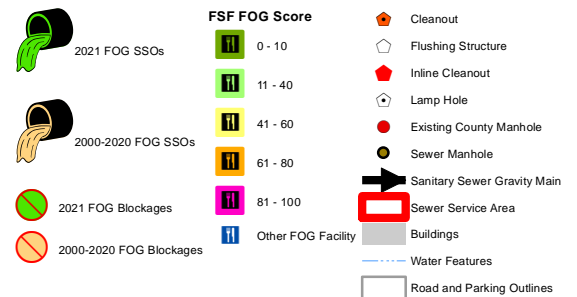 2021 FOG SSOs
2000-2020 FOG SSOs
2021 FOG Blockages
2000-2020 FOG Blockages
FSF FOG Score
0 - 10
11 - 40
41 - 60
61 - 80
81 - 100
Other FOG Facility
Cleanout
Flushing Structure
Inline Cleanout
Lamp Hole
Existing County Manhole
Sewer Manhole
Sanitary Sewer Gravity Main
Sewer Service Area
Buildings
Water Features
Road and Parking Outlines